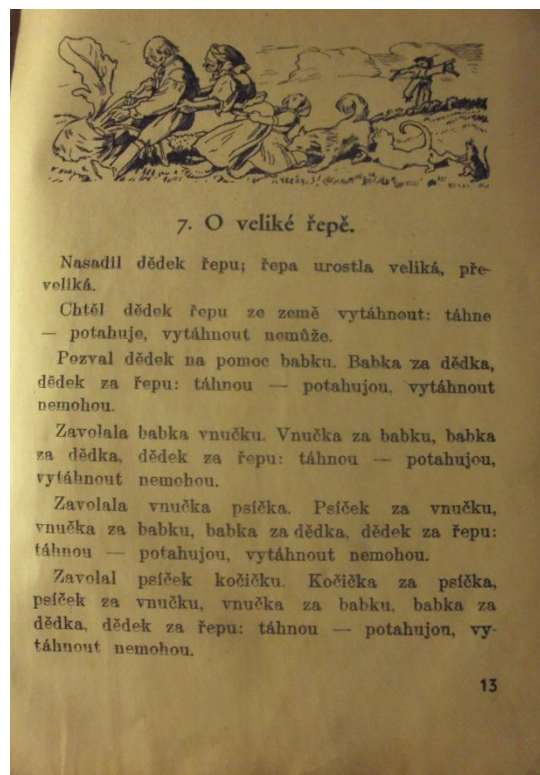 7. O veliké řepě.
Nasadil dědek řepu; řepa urostla veliká, pře-
veliká.
Chtěl dědek řepu ze země vytáhnout: táhne
— potahuje, vytáhnout nemůže.
Pozval dědek na pomoc babku. Babka za dědka,
dědek za řepu: táhnou — potahujou, vytáhnout
nemohou.
Zavolala babka vnučku. Vnučka za babku, babka
za dědka, dědek za řepu: táhnou — potahujou,
vytáhnout nemohou.
Zavolala vnučka psíčka. Psíček za vnučku,
vnučka za babku, babka za dědka, dědek za řepu:
táhnou — potahujou, vytáhnout nemohou.
Zavolal psíček kočičku. Kočička za psíčka,
psíček za vnučku, vnučka za babku, babka za
dědka, dědek za řepu: táhnou — potahujou, vy-
táhnout nemohou.
13